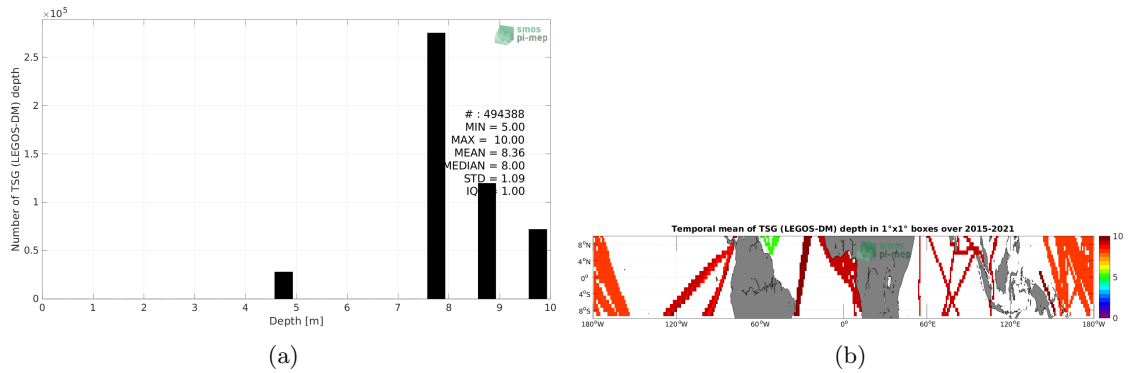 ×10⁵
smos
pi-mep
Number of TSG (LEGOS-DM) depth
2.5
2
1.5
1
0.5
0
# : 494388
MIN = 5.00
MAX = 10.00
MEAN = 8.36
MEDIAN = 8.00
STD = 1.09
IQ = 1.00
0 1 2 3 4 5 6 7 8 9 10
Depth [m]
(a)
Temporal mean of TSG (LEGOS-DM) depth in 1°x1° boxes over 2015-2021
smos
pi-mep
8°N
4°N
0°
4°S
8°S
180°W 120°W 60°W 0° 60°E 120°E 180°W
10
5
0
(b)